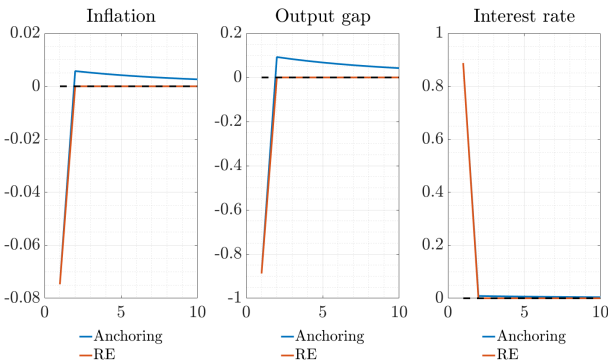 Inflation
0.02
0
-0.02
-0.04
-0.06
-0.08
0 5 10
Anchoring
RE
Output gap
0.2
0
-0.2
-0.4
-0.6
-0.8
-1
0 5 10
Anchoring
RE
Interest rate
1
0.8
0.6
0.4
0.2
0
0 5 10
Anchoring
RE